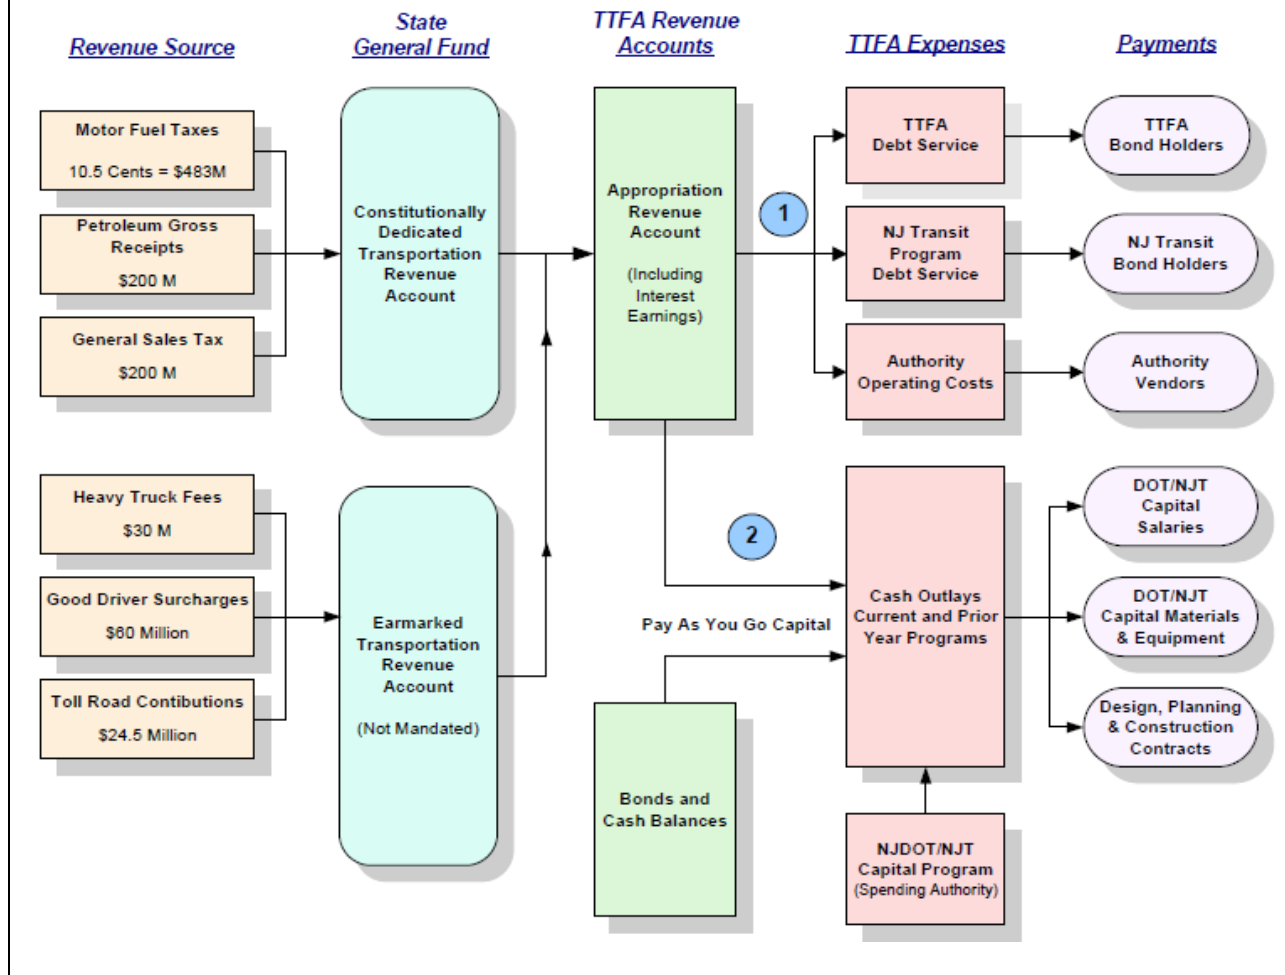 Revenue Source
State
General Fund
TTFA Revenue
Accounts
TTFA Expenses
Payments
Motor Fuel Taxes
10.5 Cents = $483M
Petroleum Gross
Receipts
$200 M
General Sales Tax
$200 M
Constitutionally
Dedicated
Transportation
Revenue
Account
Appropriation
Revenue
Account
(Including
Interest
Earnings)
1
TTFA
Debt Service
NJ Transit
Program
Debt Service
Authority
Operating Costs
TTFA
Bond Holders
NJ Transit
Bond Holders
Authority
Vendors
Heavy Truck Fees
$30 M
Good Driver Surcharges
$60 Million
Toll Road Contibutions
$24.5 Million
Earmarked
Transportation
Revenue
Account
(Not Mandated)
2
Pay As You Go Capital
Bonds and
Cash Balances
Cash Outlays
Current and Prior
Year Programs
NJDOT/NJT
Capital Program
(Spending Authority)
DOT/NJT
Capital
Salaries
DOT/NJT
Capital Materials
& Equipment
Design, Planning
& Construction
Contracts